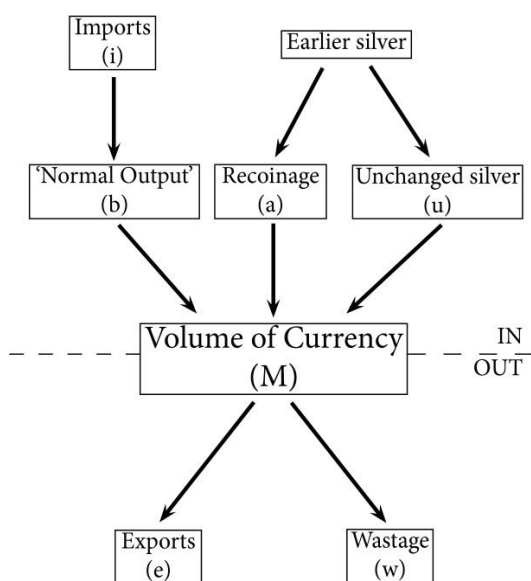 Imports
(i)
Earlier silver
‘Normal Output’
(b)
Recoinage
(a)
Unchanged silver
(u)
Volume of Currency
(M)
IN
OUT
Exports
(e)
Wastage
(w)